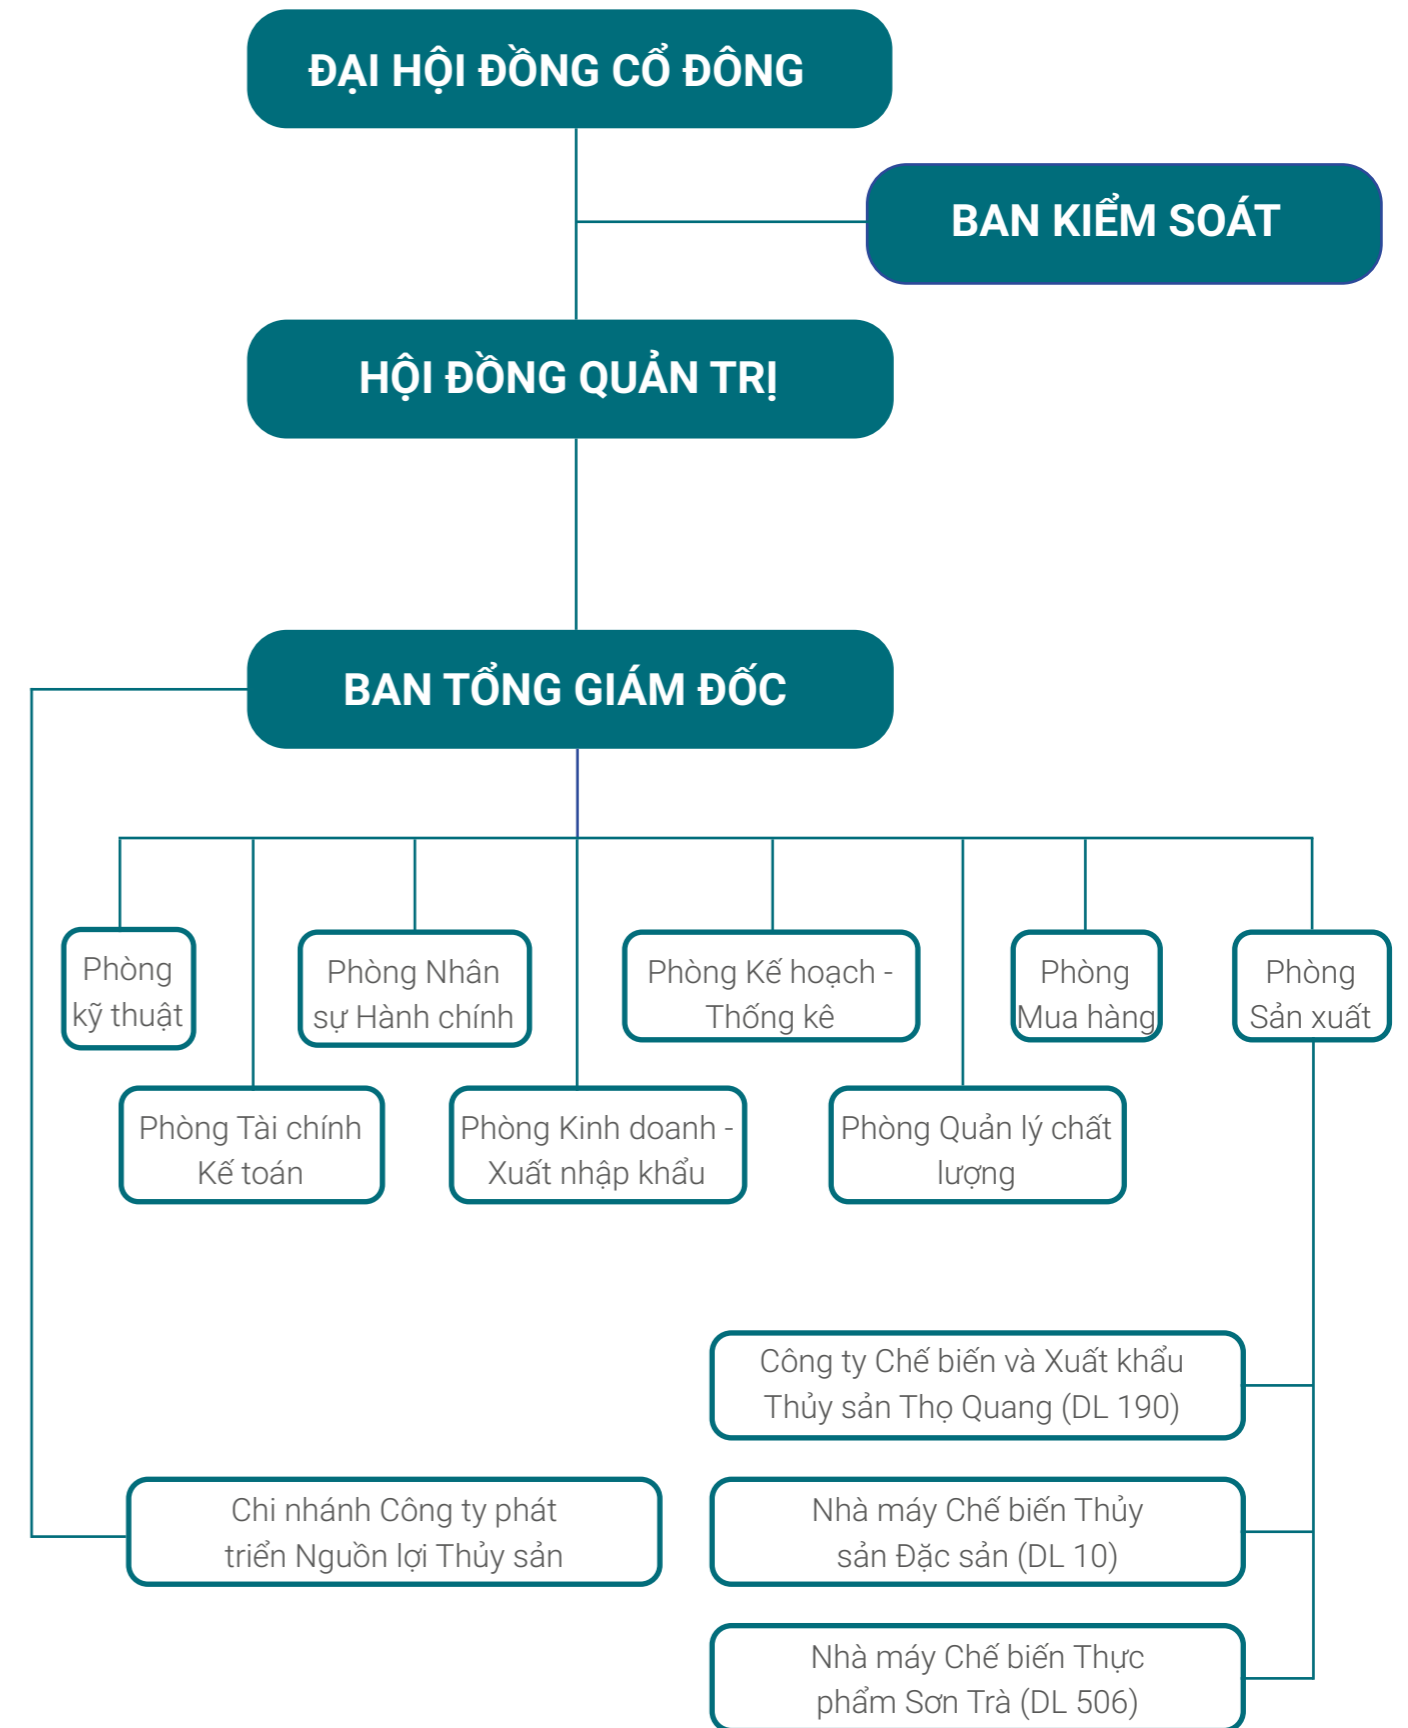 ĐẠI HỘI ĐỒNG CỔ ĐÔNG
BAN KIỂM SOÁT
HỘI ĐỒNG QUẢN TRỊ
BAN TỔNG GIÁM ĐỐC
Phòng
kỹ thuật
Phòng Nhân
sự Hành chính
Phòng Kế hoạch -
Thống kê
Phòng
Mua hàng
Phòng
Sản xuất
Phòng Tài chính
Kế toán
Phòng Kinh doanh -
Xuất nhập khẩu
Phòng Quản lý chất
lượng
Công ty Chế biến và Xuất khẩu
Thủy sản Thọ Quang (DL 190)
Chi nhánh Công ty phát
triển Nguồn lợi Thủy sản
Nhà máy Chế biến Thủy
sản Đặc sản (DL 10)
Nhà máy Chế biến Thực
phẩm Sơn Trà (DL 506)